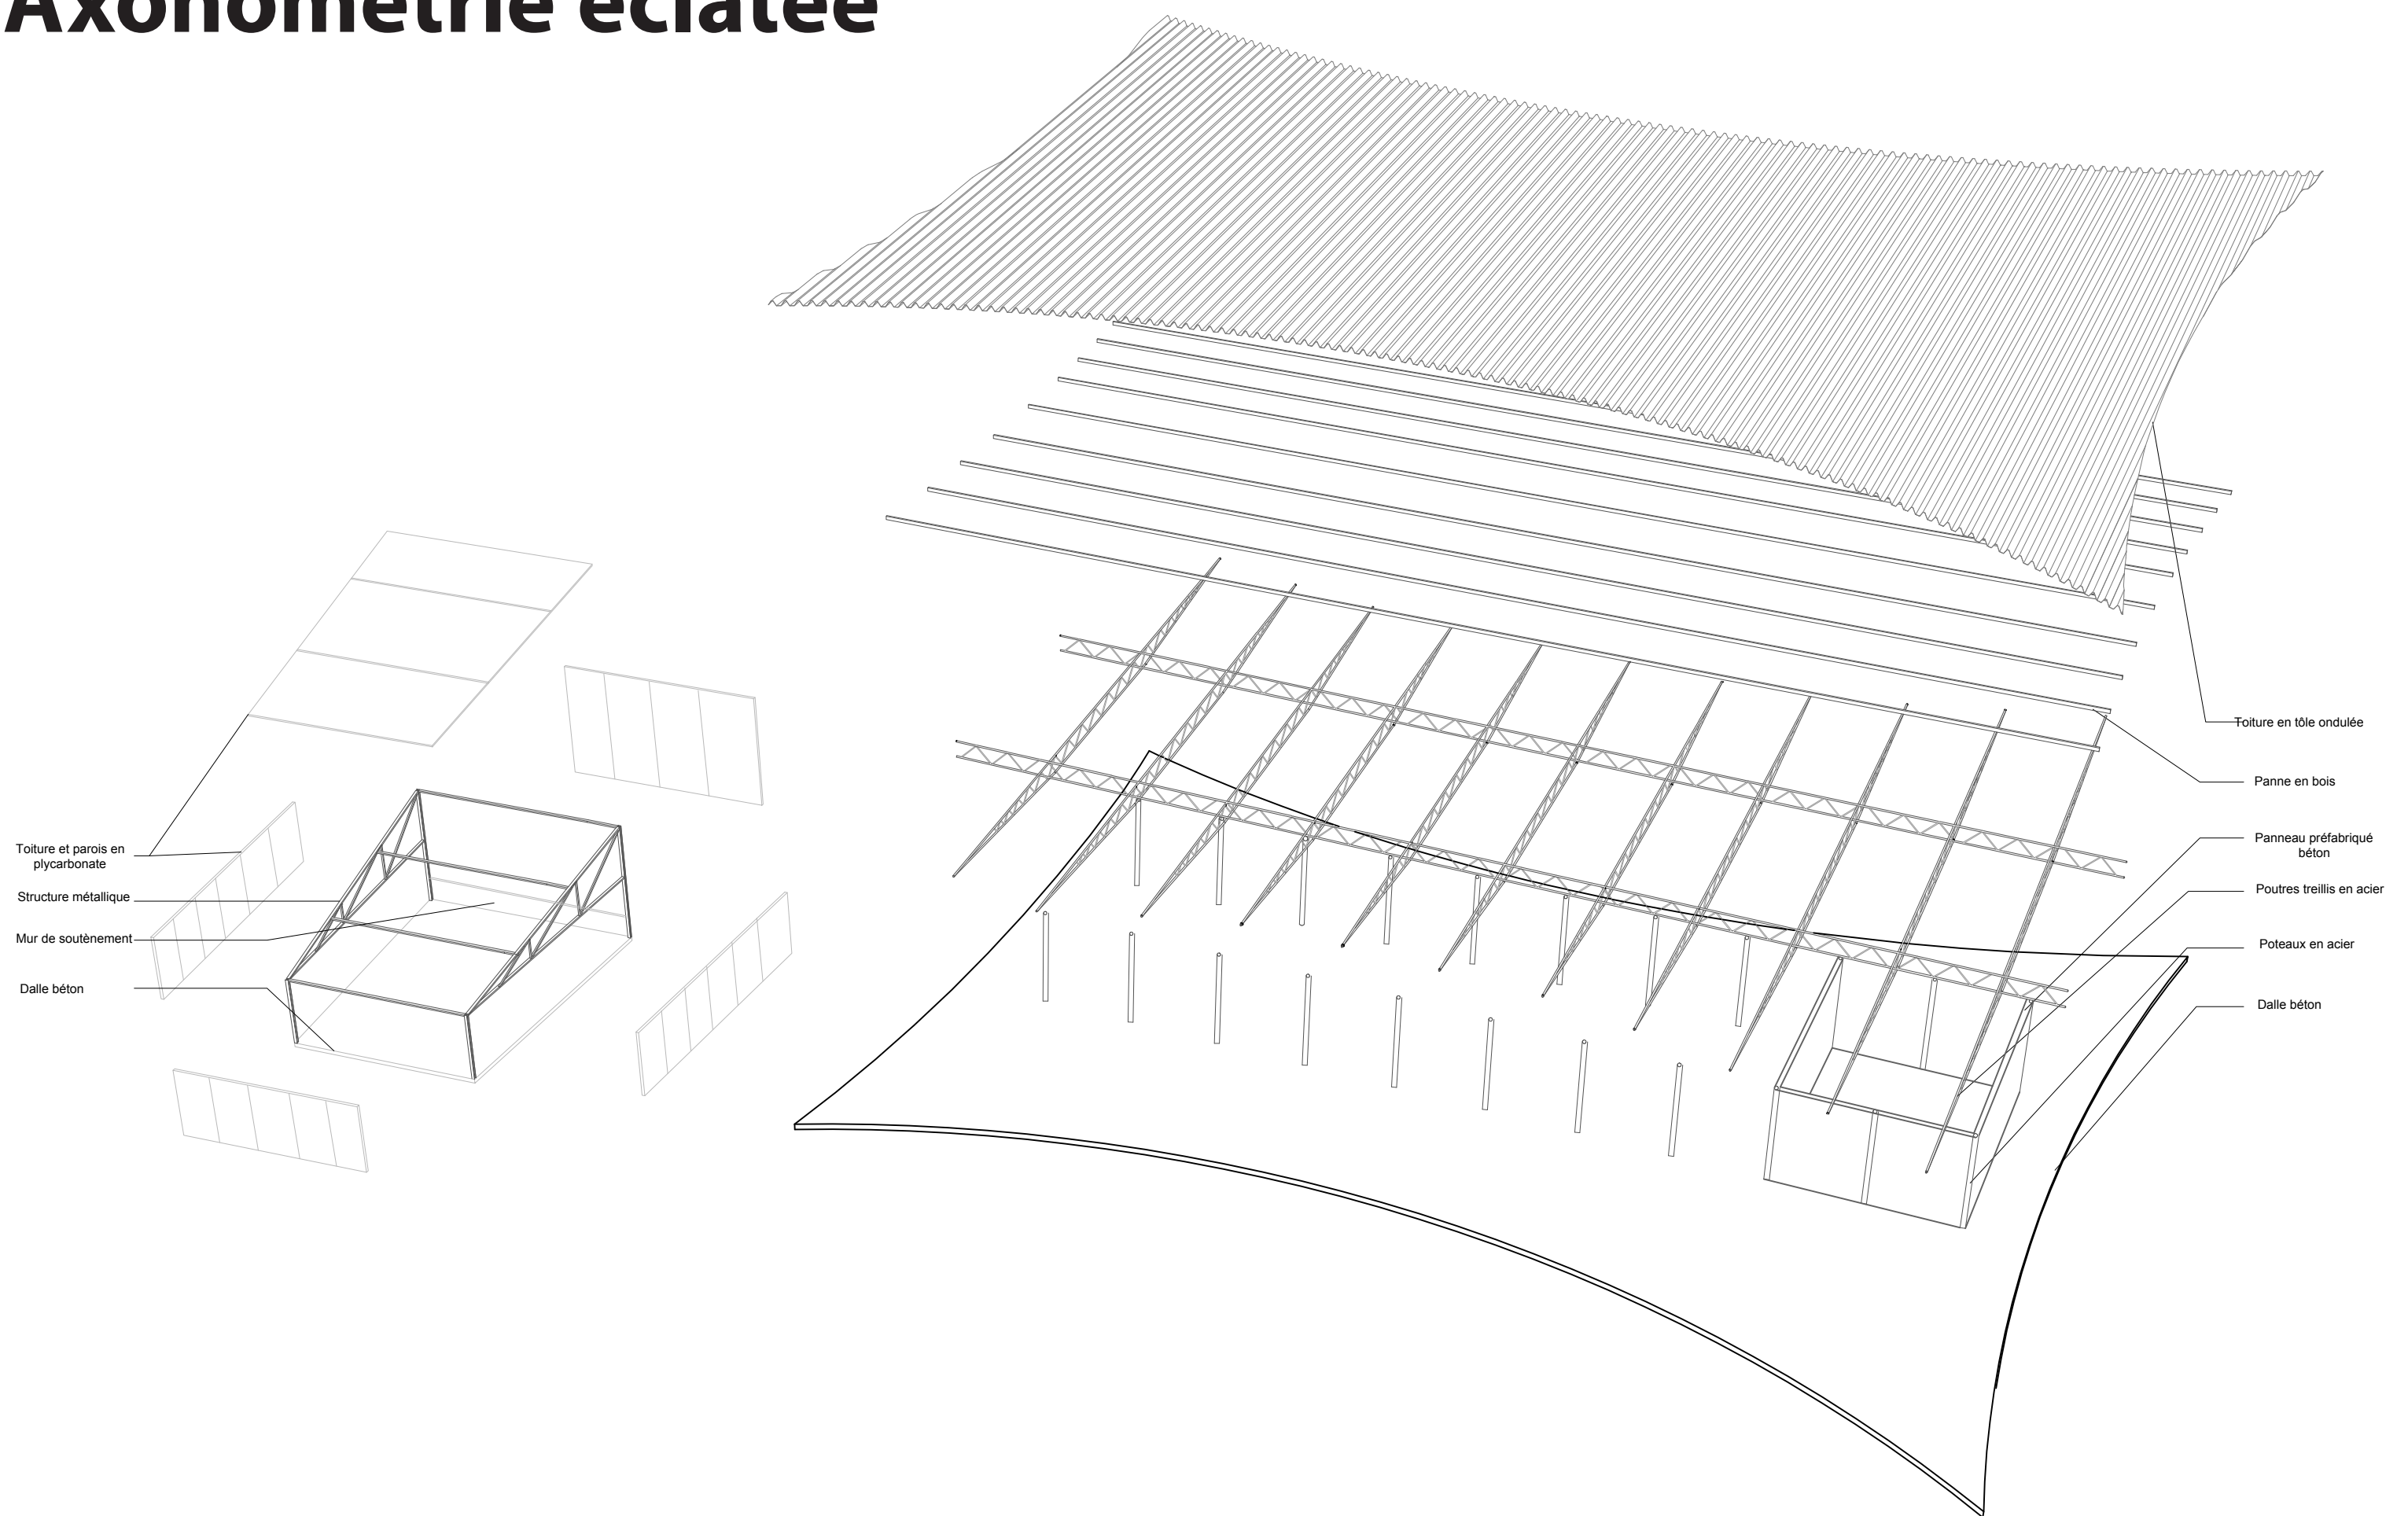 Axonométrie éclatée
Toiture et parois en
plycarbonate
Structure métallique
Mur de soutènement
Dalle béton
Toiture en tôle ondulée
Panne en bois
Panneau préfabriqué
béton
Poutres treillis en acier
Poteaux en acier
Dalle béton